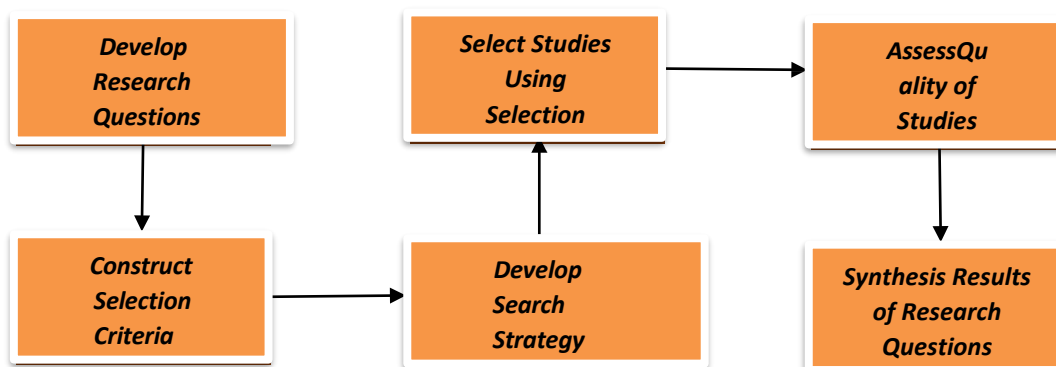 Develop
Research
Questions
Construct
Selection
Criteria
Develop
Search
Strategy
Select Studies
Using
Selection
AssessQu
ality of
Studies
Synthesis Results
of Research
Questions